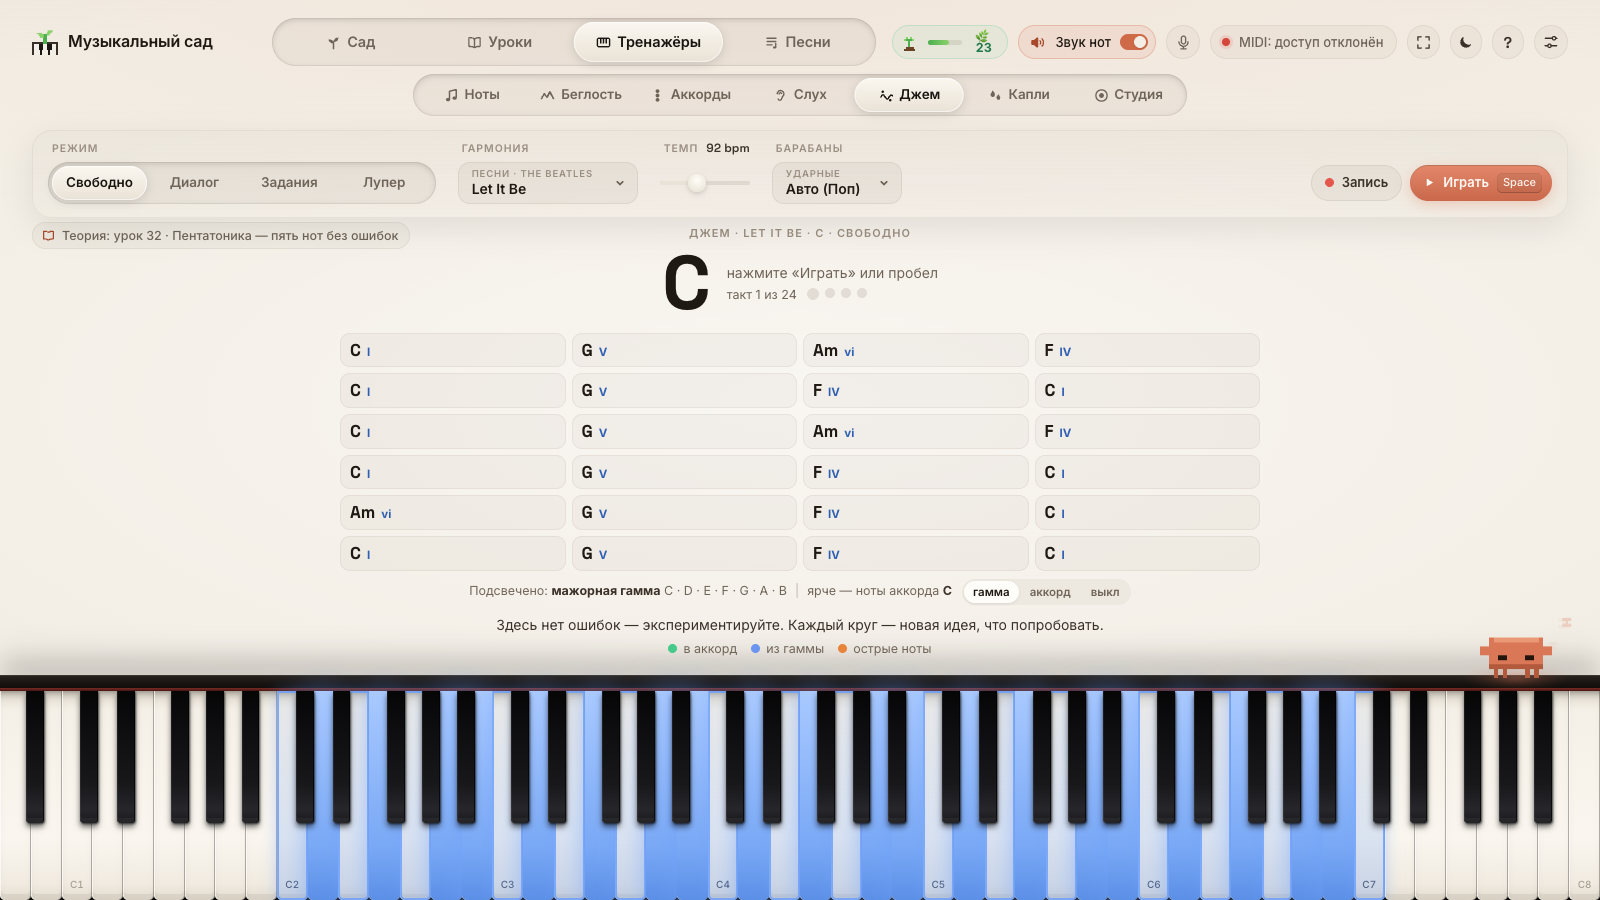 Музыкальный сад
Сад
Уроки
Тренажёры
Песни
23
Звук нот
MIDI: доступ отклонён
?
Ноты
Беглость
Аккорды
Слух
Джем
Капли
Студия
РЕЖИМ
Свободно
Диалог
Задания
Лупер
ГАРМОНИЯ
ПЕСНИ · THE BEATLES
Let It Be
ТЕМП 92 bpm
БАРАБАНЫ
УДАРНЫЕ
Авто (Поп)
Запись
Играть Space
Теория: урок 32 · Пентатоника — пять нот без ошибок
ДЖЕМ · LET IT BE · C · СВОБОДНО
C
нажмите «Играть» или пробел
такт 1 из 24
C I
G V
Am vi
F IV
C I
G V
F IV
C I
C I
G V
Am vi
F IV
C I
G V
F IV
C I
Am vi
G V
F IV
C I
C I
G V
F IV
C I
Подсвечено: мажорная гамма C · D · E · F · G · A · B | ярче — ноты аккорда C
гамма
аккорд
выкл
Здесь нет ошибок — экспериментируйте. Каждый круг — новая идея, что попробовать.
в аккорд
из гаммы
острые ноты
C1
C2
C3
C4
C5
C6
C7
C8